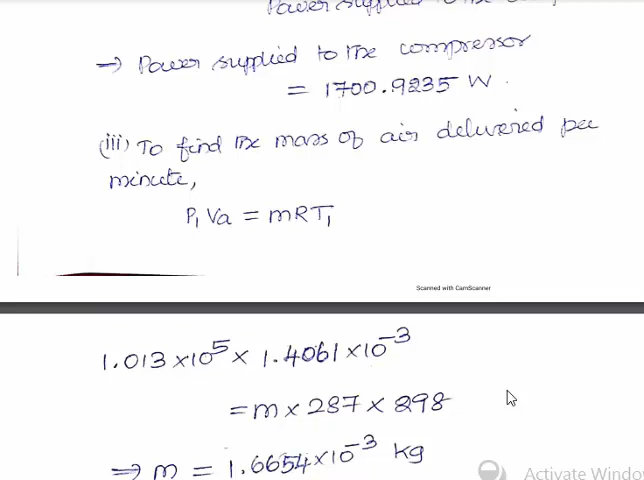 → Power supplied to the compressor
= 1700.9235 W.
(iii) To find the mass of air delivered per
minute,
P₁ Va = mRT₁
Scanned with CamScanner
1.013 × 10⁵ × 1.4061 × 10⁻³
= m × 287 × 298
⇒ m = 1.6654 × 10⁻³ kg
Activate Window